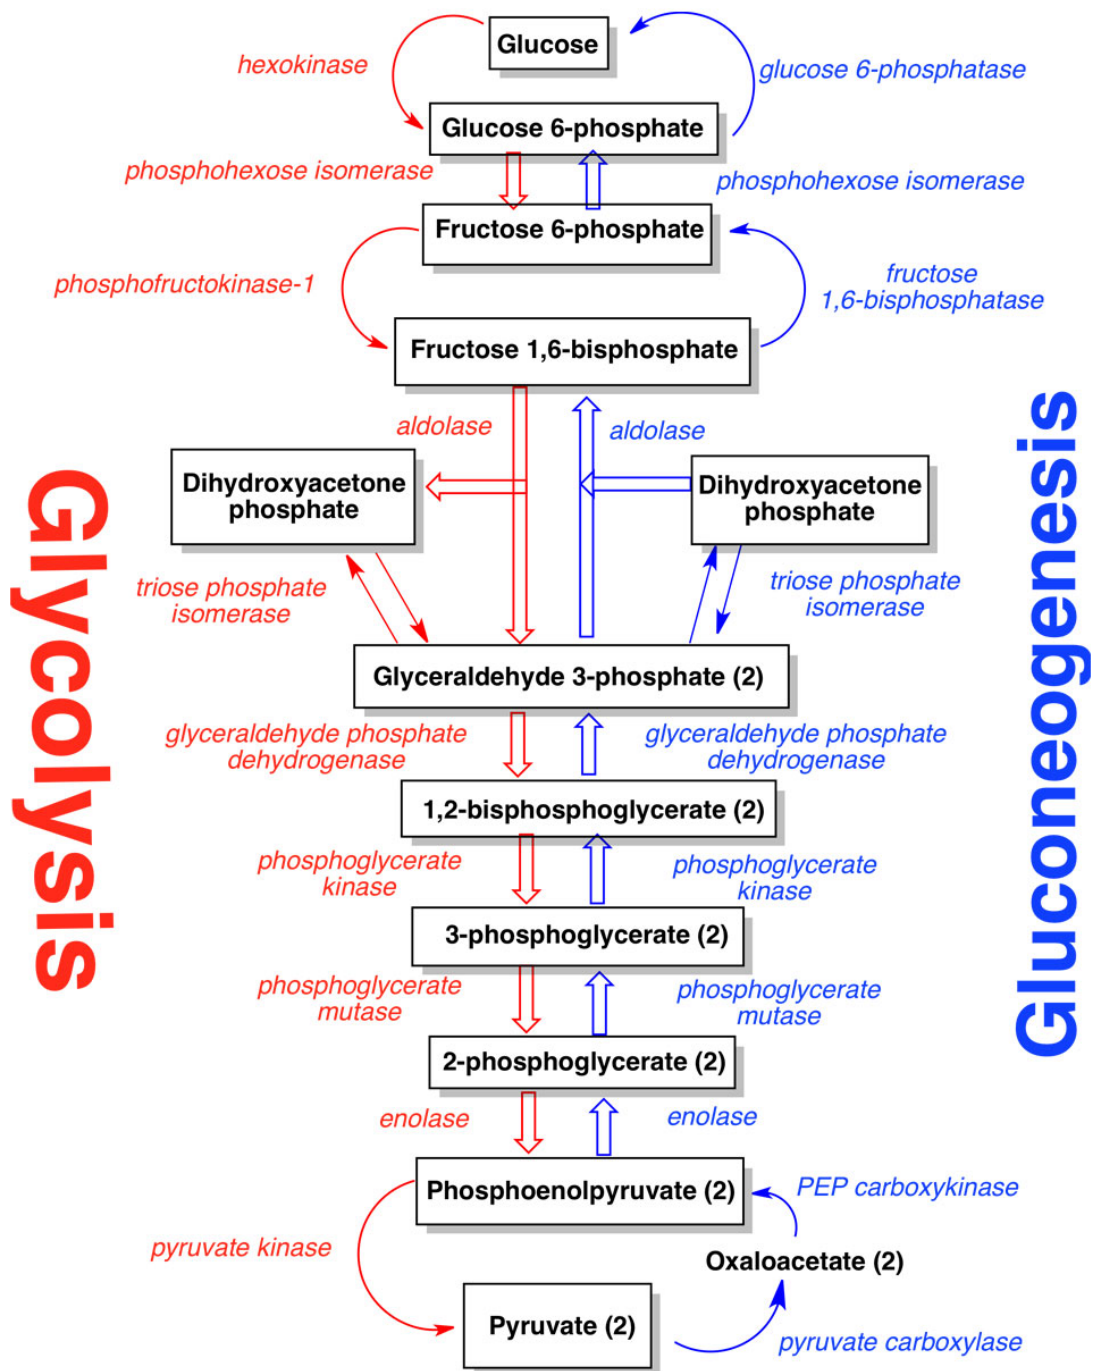 Glucose
hexokinase
glucose 6-phosphatase
Glucose 6-phosphate
phosphohexose isomerase
phosphohexose isomerase
Fructose 6-phosphate
phosphofructokinase-1
fructose
1,6-bisphosphatase
Fructose 1,6-bisphosphate
aldolase
aldolase
Dihydroxyacetone
phosphate
Dihydroxyacetone
phosphate
triose phosphate
isomerase
triose phosphate
isomerase
Glyceraldehyde 3-phosphate (2)
glyceraldehyde phosphate
dehydrogenase
glyceraldehyde phosphate
dehydrogenase
1,2-bisphosphoglycerate (2)
phosphoglycerate
kinase
phosphoglycerate
kinase
3-phosphoglycerate (2)
phosphoglycerate
mutase
phosphoglycerate
mutase
2-phosphoglycerate (2)
enolase
enolase
Phosphoenolpyruvate (2)
PEP carboxykinase
pyruvate kinase
Oxaloacetate (2)
Pyruvate (2)
pyruvate carboxylase
Glycolysis
Gluconeogenesis